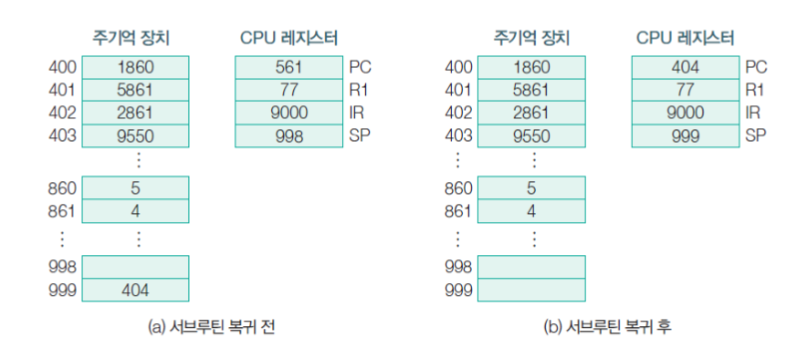 주기억 장치 CPU 레지스터 주기억 장치 CPU 레지스터
400 1860 561 PC 400 1860 404 PC
401 5861 77 R1 401 5861 77 R1
402 2861 9000 IR 402 2861 9000 IR
403 9550 998 SP 403 9550 999 SP
⋮ ⋮ ⋮
860 5 860 5
861 4 861 4
⋮ ⋮ ⋮ ⋮
998 998
999 404 999
(a) 서브루틴 복귀 전 (b) 서브루틴 복귀 후